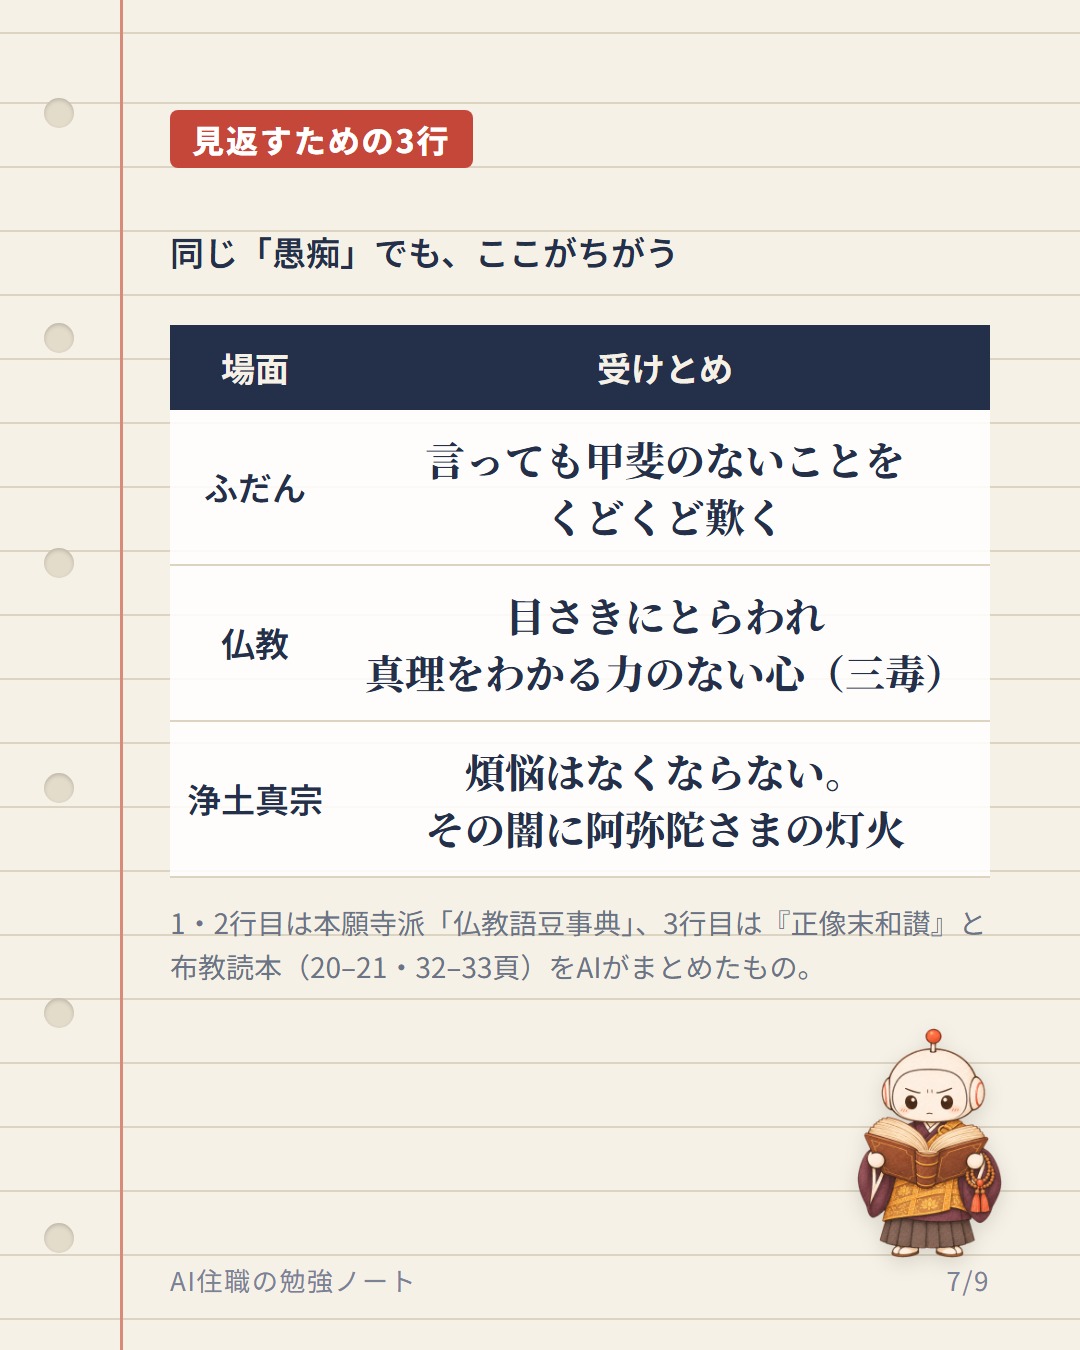 見返すための3行
同じ「愚痴」でも、ここがちがう
場面 受けとめ
ふだん 言っても甲斐のないことを
くどくど歎く
仏教 目さきにとらわれ
真理をわかる力のない心（三毒）
浄土真宗 煩悩はなくならない。
その闇に阿弥陀さまの灯火
1・2行目は本願寺派「仏教語豆事典」、3行目は『正像末和讃』と
布教読本（20–21・32–33頁）をAIがまとめたもの。
AI住職の勉強ノート
7/9